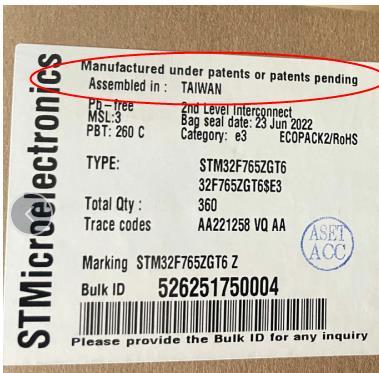 STMicroelectronics
Manufactured under patents or patents pending
Assembled in : TAIWAN
Pb-free 2nd Level Interconnect
MSL:3 Bag seal date: 23 Jun 2022
PBT: 260 C Category: e3 ECOPACK2/RoHS
TYPE: STM32F765ZGT6
32F765ZGT6$E3
Total Qty : 360
Trace codes AA221258 VQ AA
ASET
ACC
Marking STM32F765ZGT6 Z
Bulk ID 526251750004
Please provide the Bulk ID for any inquiry